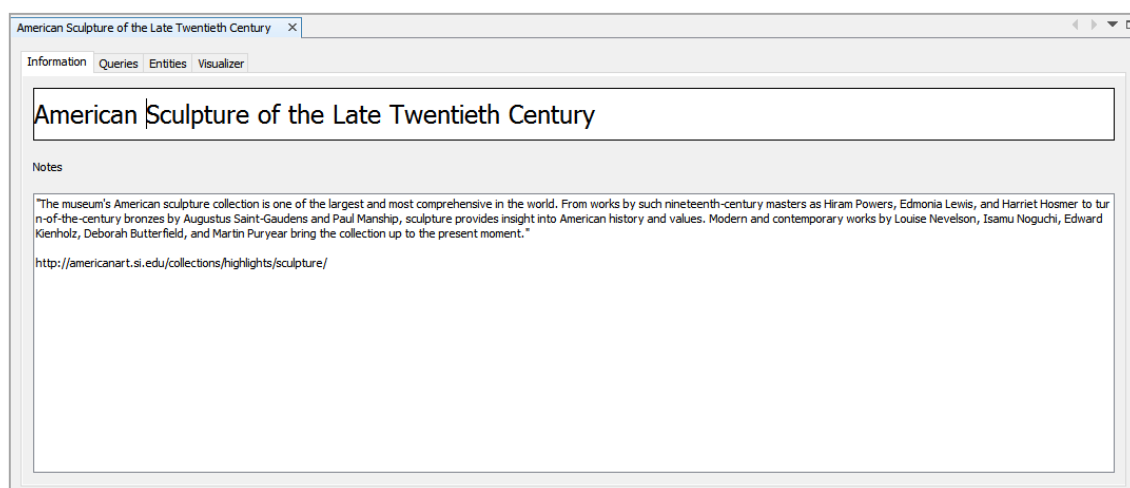 American Sculpture of the Late Twentieth Century X
Information Queries Entities Visualizer
American Sculpture of the Late Twentieth Century
Notes
"The museum's American sculpture collection is one of the largest and most comprehensive in the world. From works by such nineteenth-century masters as Hiram Powers, Edmonia Lewis, and Harriet Hosmer to tur
n-of-the-century bronzes by Augustus Saint-Gaudens and Paul Manship, sculpture provides insight into American history and values. Modern and contemporary works by Louise Nevelson, Isamu Noguchi, Edward
Kienholz, Deborah Butterfield, and Martin Puryear bring the collection up to the present moment."
http://americanart.si.edu/collections/highlights/sculpture/